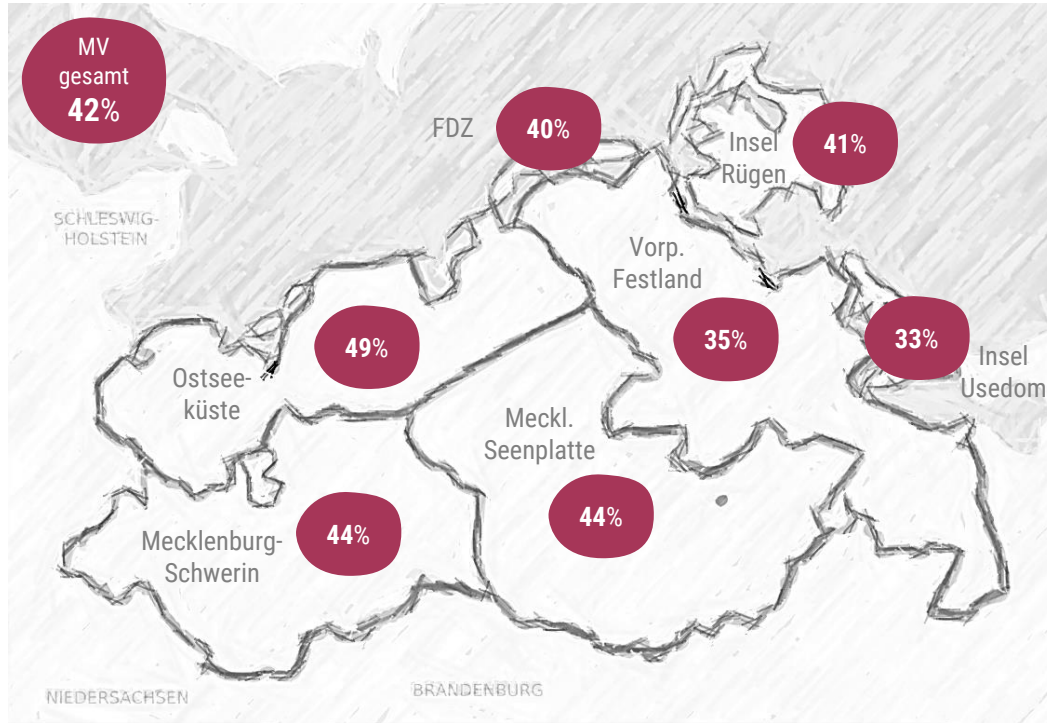 MV
gesamt
42%
FDZ
40%
Insel
Rügen
41%
SCHLESWIG-
HOLSTEIN
Vorp.
Festland
35%
33%
Insel
Usedom
49%
Ostsee-
küste
Meckl.
Seenplatte
44%
Mecklenburg-
Schwerin
44%
NIEDERSACHSEN
BRANDENBURG